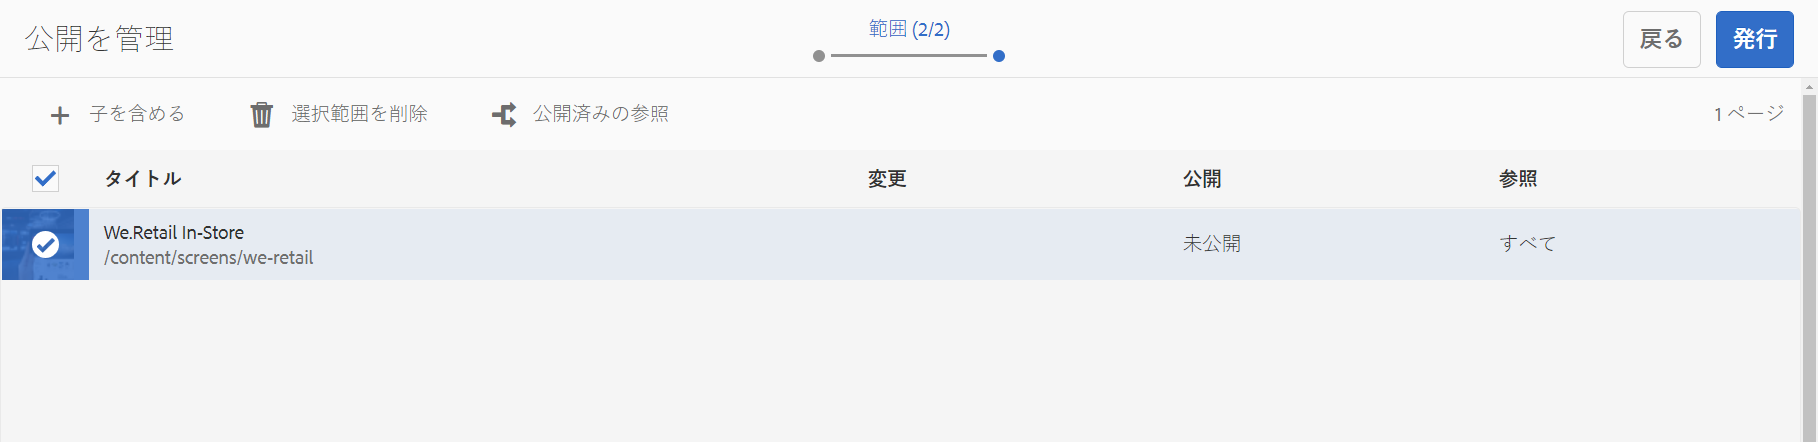 公開を管理
範囲 (2/2)
戻る
発行
子を含める
選択範囲を削除
公開済みの参照
1 ページ
タイトル
変更
公開
参照
We.Retail In-Store
/content/screens/we-retail
未公開
すべて